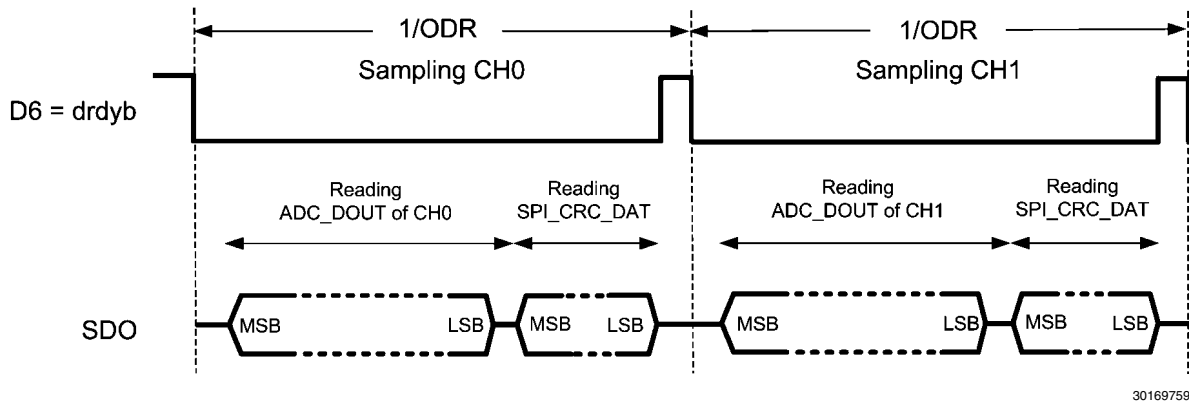 1/ODR
1/ODR
Sampling CH0
Sampling CH1
D6 = drdyb
Reading
ADC_DOUT of CH0
Reading
SPI_CRC_DAT
Reading
ADC_DOUT of CH1
Reading
SPI_CRC_DAT
SDO
MSB
LSB
MSB
LSB
MSB
LSB
MSB
LSB
30169759